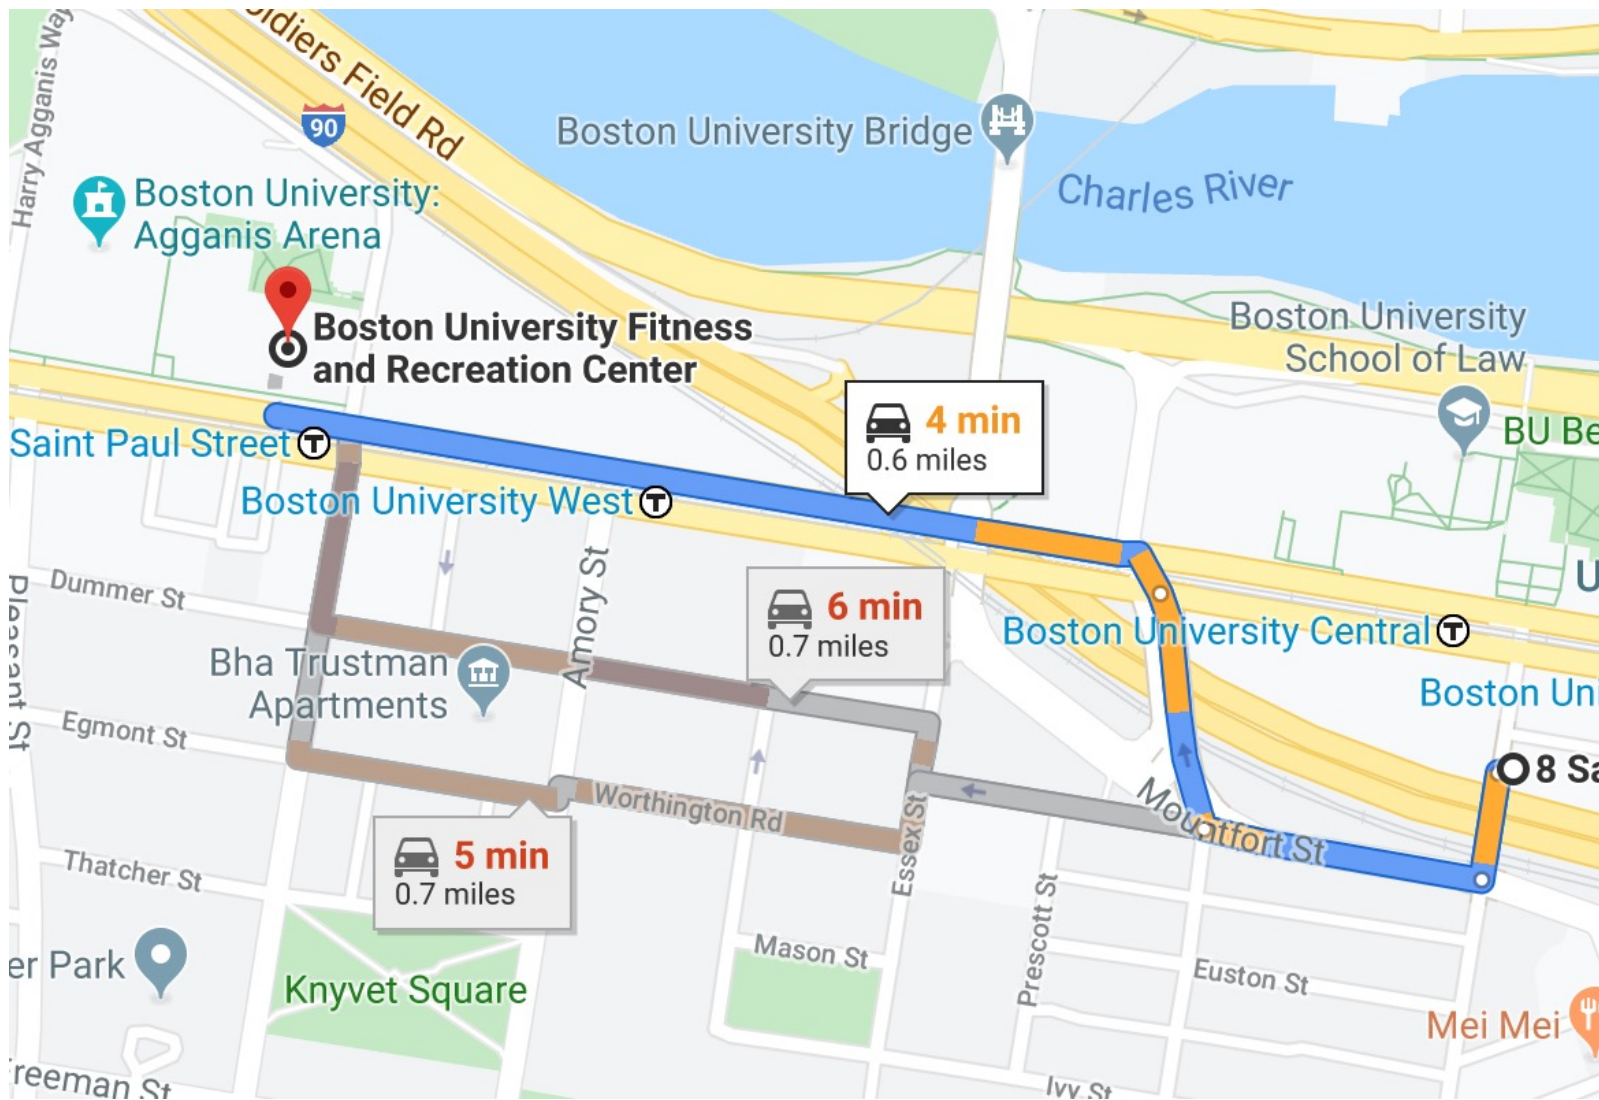 Soldiers Field Rd
Harry Agganis Way
90
Boston University Bridge
Charles River
Boston University:
Agganis Arena
Boston University
School of Law
Boston University Fitness
and Recreation Center
4 min
0.6 miles
BU Be
Saint Paul Street
T
Boston University West
T
Amory St
Dummer St
6 min
0.7 miles
U
Boston University Central
T
Pleasant St
Bha Trustman
Apartments
Boston Uni
Egmont St
8 Sa
Worthington Rd
Mountfort St
Essex St
5 min
0.7 miles
Thatcher St
Prescott St
Mason St
er Park
Euston St
Knyvet Square
Mei Mei
reeman St
Ivy St